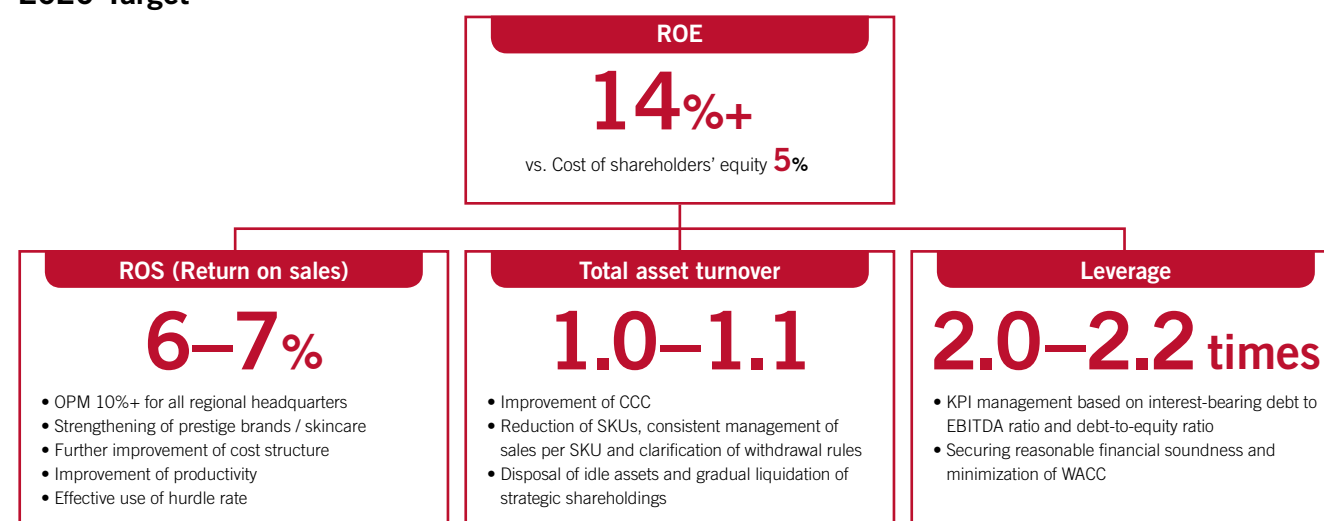 Target
ROE
14%+
vs. Cost of shareholders’ equity 5%
ROS (Return on sales)
6–7%
• OPM 10%+ for all regional headquarters
• Strengthening of prestige brands / skincare
• Further improvement of cost structure
• Improvement of productivity
• Effective use of hurdle rate
Total asset turnover
1.0–1.1
• Improvement of CCC
• Reduction of SKUs, consistent management of
sales per SKU and clarification of withdrawal rules
• Disposal of idle assets and gradual liquidation of
strategic shareholdings
Leverage
2.0–2.2 times
• KPI management based on interest-bearing debt to
EBITDA ratio and debt-to-equity ratio
• Securing reasonable financial soundness and
minimization of WACC